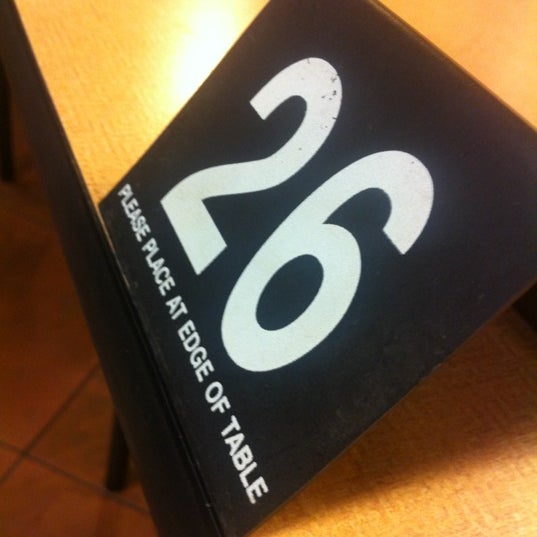 26
PLEASE PLACE AT EDGE OF TABLE